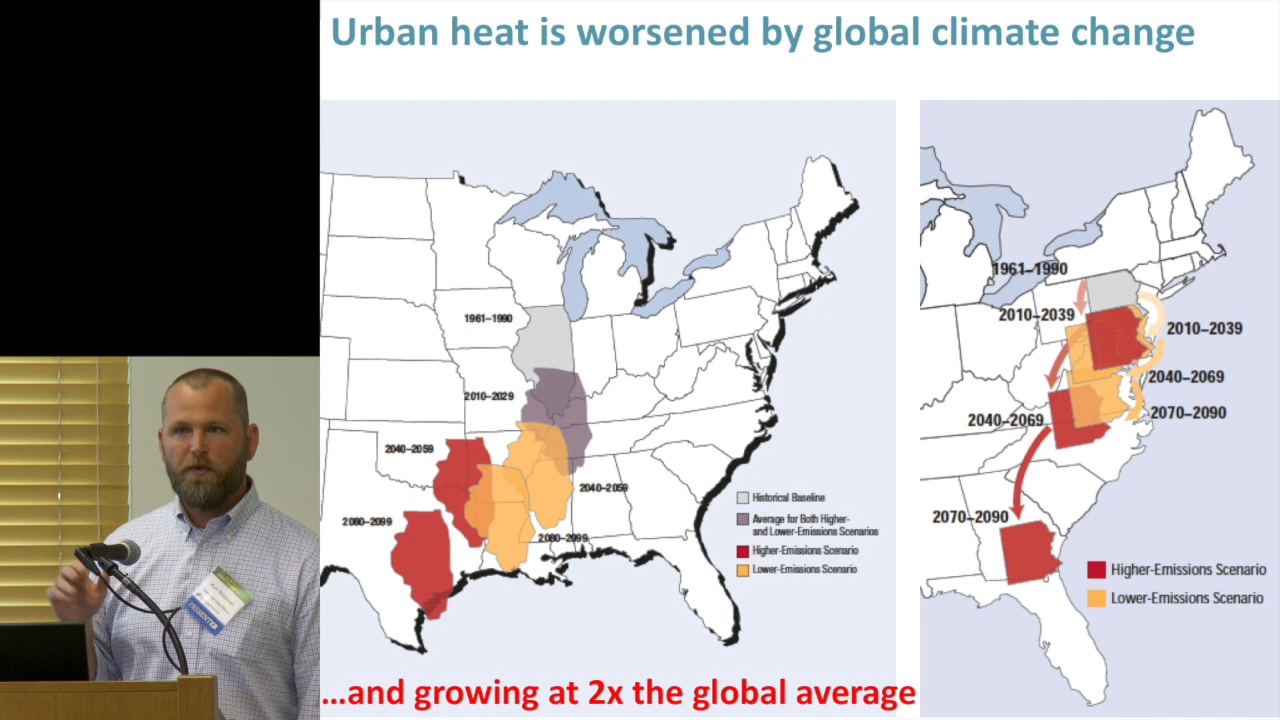 Urban heat is worsened by global climate change
1961–1990
2010–2029
2040–2059
2080–2099
2040–2059
2080–2099
Historical Baseline
Average for Both Higher-
and Lower-Emissions Scenarios
Higher-Emissions Scenario
Lower-Emissions Scenario
1961–1990
2010–2039
2010–2039
2040–2069
2040–2069
2070–2090
2070–2090
Higher-Emissions Scenario
Lower-Emissions Scenario
...and growing at 2x the global average
PRESENTER